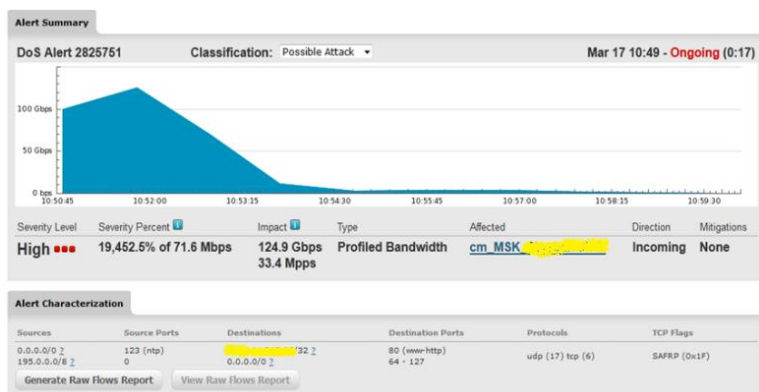 Alert Summary
DoS Alert 2825751 Classification: Possible Attack Mar 17 10:49 - Ongoing (0:17)
100 Gbps
50 Gbps
0 bps
10:50:45 10:52:00 10:53:15 10:54:30 10:55:45 10:57:00 10:58:15 10:59:30
Severity Level Severity Percent Impact Type Affected Direction Mitigations
High 19,452.5% of 71.6 Mbps 124.9 Gbps Profiled Bandwidth cm_MSK_ Incoming None
33.4 Mpps
Alert Characterization
Sources Source Ports Destinations Destination Ports Protocols TCP Flags
0.0.0.0/0 ? 123 (ntp) /32 ? 80 (www-http) udp (17) tcp (6) SAFRP (0x1F)
195.0.0.0/8 ? 0 0.0.0.0/0 ? 64 - 127
Generate Raw Flows Report View Raw Flows Report